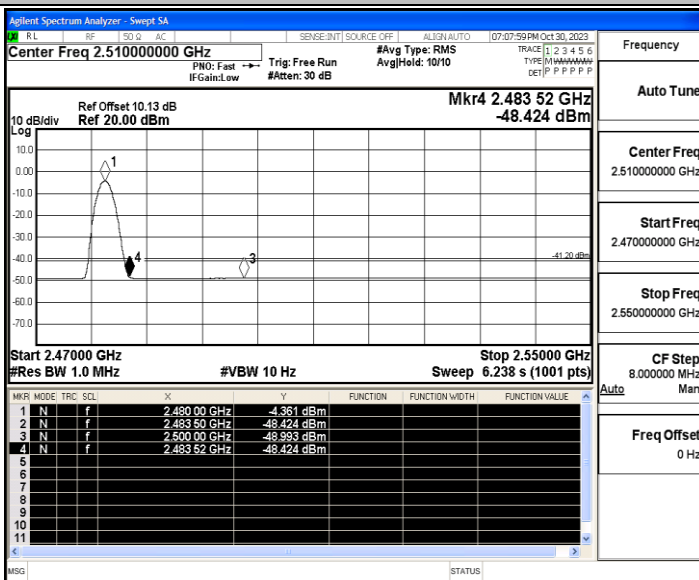 Agilent Spectrum Analyzer - Swept SA
RL RF 50 Ω AC SENSE:INT SOURCE OFF ALIGN AUTO 07:07:59 PM Oct 30, 2023
Center Freq 2.510000000 GHz #Avg Type: RMS TRACE 1 2 3 4 5 6
PNO: Fast Trig: Free Run Avg|Hold: 10/10 TYPE M
IFGain:Low #Atten: 30 dB DET P P P P P P
Frequency
Auto Tune
Center Freq
2.510000000 GHz
Start Freq
2.470000000 GHz
Stop Freq
2.550000000 GHz
CF Step
8.000000 MHz
Auto Man
Freq Offset
0 Hz
Mkr4 2.483 52 GHz
-48.424 dBm
Ref Offset 10.13 dB
10 dB/div Ref 20.00 dBm
Log
10.0
0.00
-10.0
-20.0
-30.0
-40.0
-50.0
-60.0
-70.0
1
4
3
-41.20 dBm
Start 2.47000 GHz Stop 2.55000 GHz
#Res BW 1.0 MHz #VBW 10 Hz Sweep 6.238 s (1001 pts)
MKR MODE TRC SCL X Y FUNCTION FUNCTION WIDTH FUNCTION VALUE
1 N f 2.480 00 GHz -4.361 dBm
2 N f 2.483 50 GHz -48.424 dBm
3 N f 2.500 00 GHz -48.993 dBm
4 N f 2.483 52 GHz -48.424 dBm
5
6
7
8
9
10
11
MSG STATUS